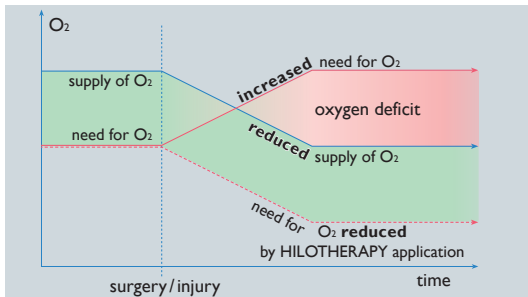 O₂
increased
need for O₂
supply of O₂
oxygen deficit
reduced
need for O₂
supply of O₂
need for
O₂ reduced
by HILOTHERAPY application
time
surgery/injury